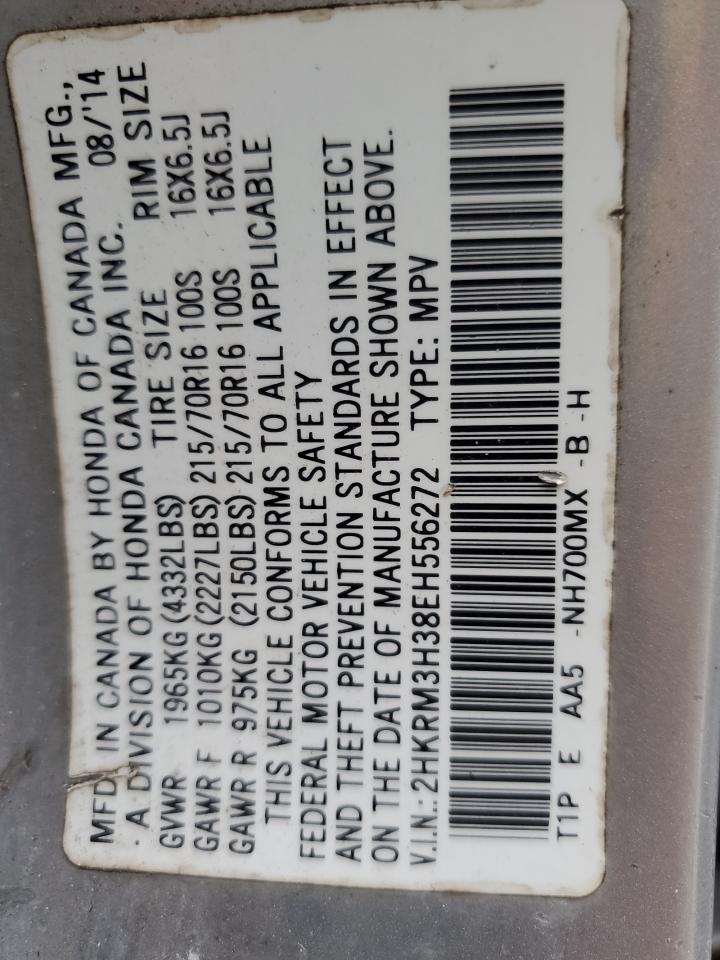 MFD IN CANADA BY HONDA OF CANADA MFG.,
A DIVISION OF HONDA CANADA INC. 08/'14
GVWR 1965KG (4332LBS) TIRE SIZE RIM SIZE
GAWR F 1010KG (2227LBS) 215/70R16 100S 16X6.5J
GAWR R 975KG (2150LBS) 215/70R16 100S 16X6.5J
THIS VEHICLE CONFORMS TO ALL APPLICABLE
FEDERAL MOTOR VEHICLE SAFETY
AND THEFT PREVENTION STANDARDS IN EFFECT
ON THE DATE OF MANUFACTURE SHOWN ABOVE.
V.I.N.: 2HKRM3H38EH556272 TYPE: MPV
T1P E AA5 -NH700MX -B -H